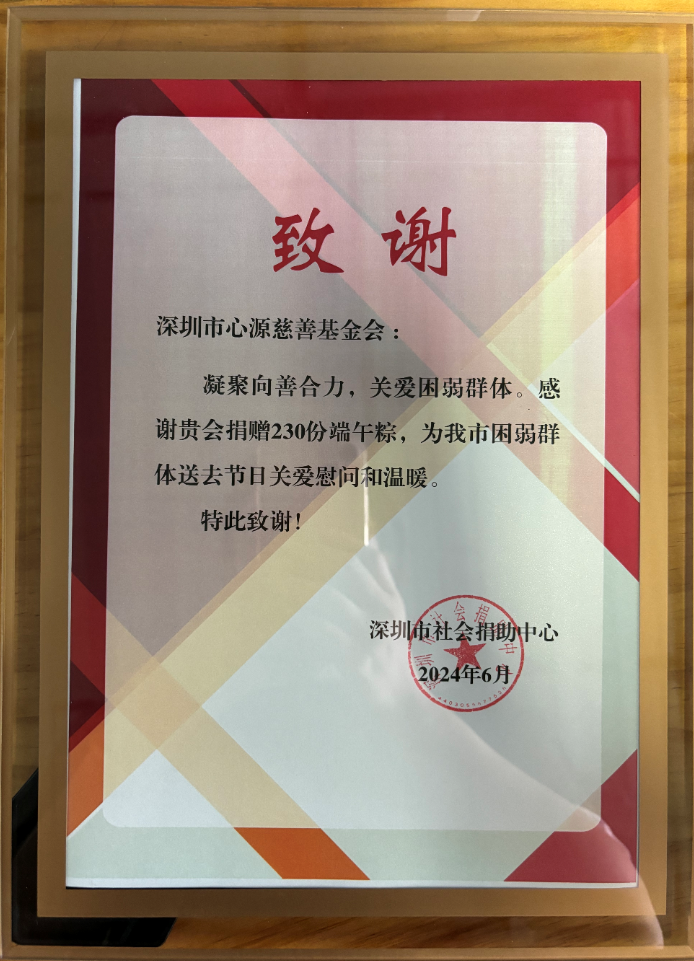 致 谢
深圳市心源慈善基金会：
凝聚向善合力，关爱困弱群体。感
谢贵会捐赠230份端午粽，为我市困弱群
体送去节日关爱慰问和温暖。
特此致谢！
深圳市社会捐助中心
2024年6月